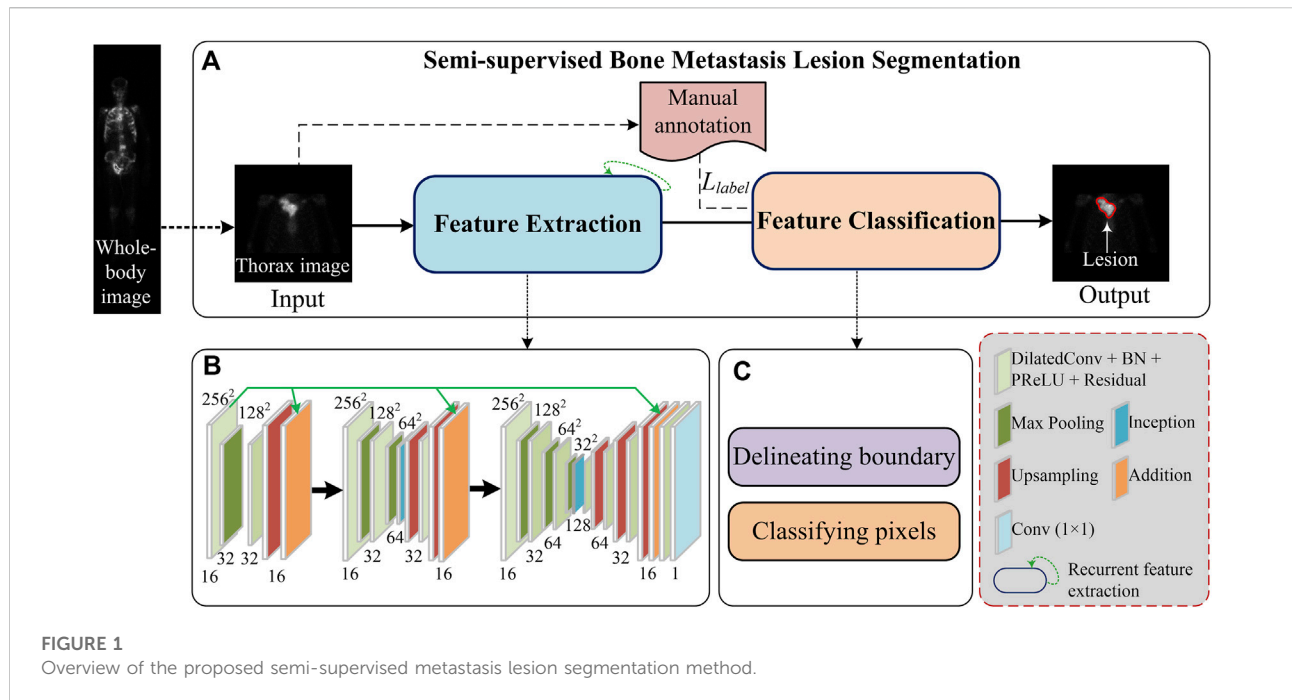 A
Semi-supervised Bone Metastasis Lesion Segmentation
Manual
annotation
L_label
Feature Extraction
Feature Classification
Whole-
body
image
Thorax image
Input
Lesion
Output
B
256²
128²
256²
128²
64²
256²
128²
64²
32²
16
32
32
16
16
32
64
32
16
16
32
64
128
64
32
16
1
C
Delineating boundary
Classifying pixels
DilatedConv + BN +
PReLU + Residual
Max Pooling
Inception
Upsampling
Addition
Conv (1×1)
Recurrent feature
extraction
FIGURE 1
Overview of the proposed semi-supervised metastasis lesion segmentation method.